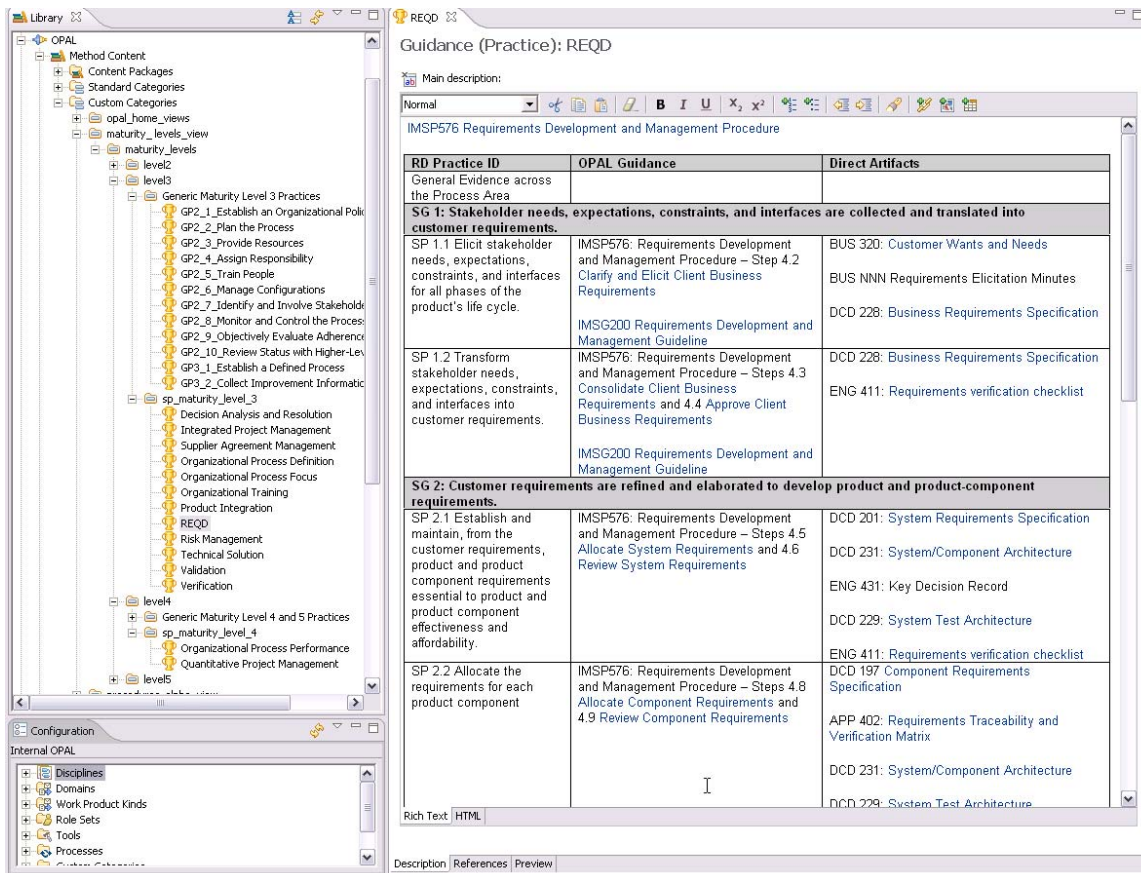 Library
OPAL
Method Content
Content Packages
Standard Categories
Custom Categories
opal_home_views
maturity_levels_view
maturity_levels
level2
level3
Generic Maturity Level 3 Practices
GP2_1_Establish an Organizational Polic
GP2_2_Plan the Process
GP2_3_Provide Resources
GP2_4_Assign Responsibility
GP2_5_Train People
GP2_6_Manage Configurations
GP2_7_Identify and Involve Stakeholde
GP2_8_Monitor and Control the Process
GP2_9_Objectively Evaluate Adherence
GP2_10_Review Status with Higher-Lev
GP3_1_Establish a Defined Process
GP3_2_Collect Improvement Informatic
sp_maturity_level_3
Decision Analysis and Resolution
Integrated Project Management
Supplier Agreement Management
Organizational Process Definition
Organizational Process Focus
Organizational Training
Product Integration
REQD
Risk Management
Technical Solution
Validation
Verification
level4
Generic Maturity Level 4 and 5 Practices
sp_maturity_level_4
Organizational Process Performance
Quantitative Project Management
level5
Configuration
Internal OPAL
Disciplines
Domains
Work Product Kinds
Role Sets
Tools
Processes
REQD
Guidance (Practice): REQD
Main description:
Normal B I U X₂ x²
IMSP576 Requirements Development and Management Procedure
RD Practice ID OPAL Guidance Direct Artifacts
General Evidence across
the Process Area
SG 1: Stakeholder needs, expectations, constraints, and interfaces are collected and translated into
customer requirements.
SP 1.1 Elicit stakeholder
needs, expectations,
constraints, and interfaces
for all phases of the
product's life cycle.
IMSP576: Requirements Development
and Management Procedure – Step 4.2
Clarify and Elicit Client Business
Requirements
IMSG200 Requirements Development and
Management Guideline
BUS 320: Customer Wants and Needs
BUS NNN Requirements Elicitation Minutes
DCD 228: Business Requirements Specification
SP 1.2 Transform
stakeholder needs,
expectations, constraints,
and interfaces into
customer requirements.
IMSP576: Requirements Development
and Management Procedure – Steps 4.3
Consolidate Client Business
Requirements and 4.4 Approve Client
Business Requirements
IMSG200 Requirements Development and
Management Guideline
DCD 228: Business Requirements Specification
ENG 411: Requirements verification checklist
SG 2: Customer requirements are refined and elaborated to develop product and product-component
requirements.
SP 2.1 Establish and
maintain, from the
customer requirements,
product and product
component requirements
essential to product and
product component
effectiveness and
affordability.
IMSP576: Requirements Development
and Management Procedure – Steps 4.5
Allocate System Requirements and 4.6
Review System Requirements
DCD 201: System Requirements Specification
DCD 231: System/Component Architecture
ENG 431: Key Decision Record
DCD 229: System Test Architecture
ENG 411: Requirements verification checklist
SP 2.2 Allocate the
requirements for each
product component
IMSP576: Requirements Development
and Management Procedure – Steps 4.8
Allocate Component Requirements and
4.9 Review Component Requirements
DCD 197 Component Requirements
Specification
APP 402: Requirements Traceability and
Verification Matrix
DCD 231: System/Component Architecture
DCD 229: System Test Architecture
Rich Text HTML
Description References Preview